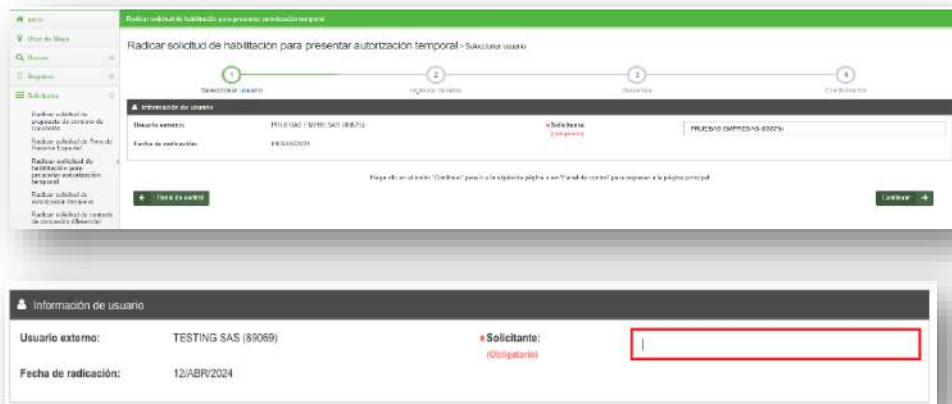 Inicio
Radicar solicitud de habilitación para presentar autorización temporal
Visor de Mapa
Radicar solicitud de habilitación para presentar autorización temporal > Seleccionar usuario
Buscar
Registros
1 2 3 4
Solicitudes
Seleccionar usuario Ingresar detalles Resumen Confirmación
Información de usuario
Radicar solicitud de propuesta de contrato de concesión
Usuario externo: PRUEBAS EMPRESAS (88875) Solicitante: PRUEBAS EMPRESAS (88875)
(Obligatorio)
Radicar solicitud de Área de Reserva Especial
Fecha de radicación:
Radicar solicitud de habilitación para presentar autorización temporal
Haga clic en el botón 'Continuar' para ir a la siguiente página o en 'Panel de control' para regresar a la página principal
Radicar solicitud de autorización temporal
Panel de control Continuar
Radicar solicitud de contrato de concesión diferencial
Información de usuario
Usuario externo: TESTING SAS (89069) Solicitante:
(Obligatorio)
Fecha de radicación: 12/ABR/2024